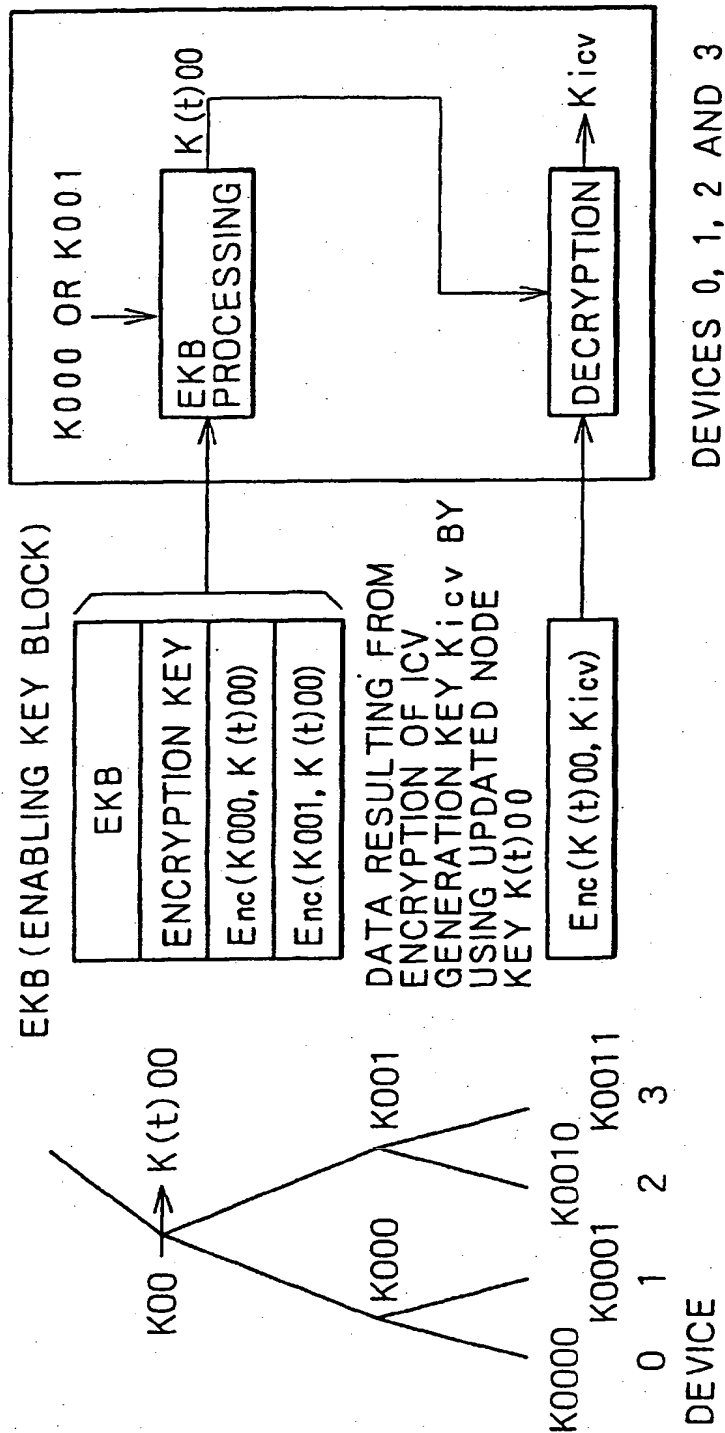 EKB (ENABLING KEY BLOCK)
EKB
ENCRYPTION KEY
Enc(K000, K(t)00)
Enc(K001, K(t)00)
DATA RESULTING FROM
ENCRYPTION OF ICV
GENERATION KEY Kicv BY
USING UPDATED NODE
KEY K(t)00
Enc(K(t)00, Kicv)
K000 OR K001
EKB
PROCESSING
K(t)00
DECRYPTION
Kicv
DEVICES 0, 1, 2 AND 3
K00
K(t)00
K000
K001
K0000
K0001
K0010
K0011
0
1
2
3
DEVICE